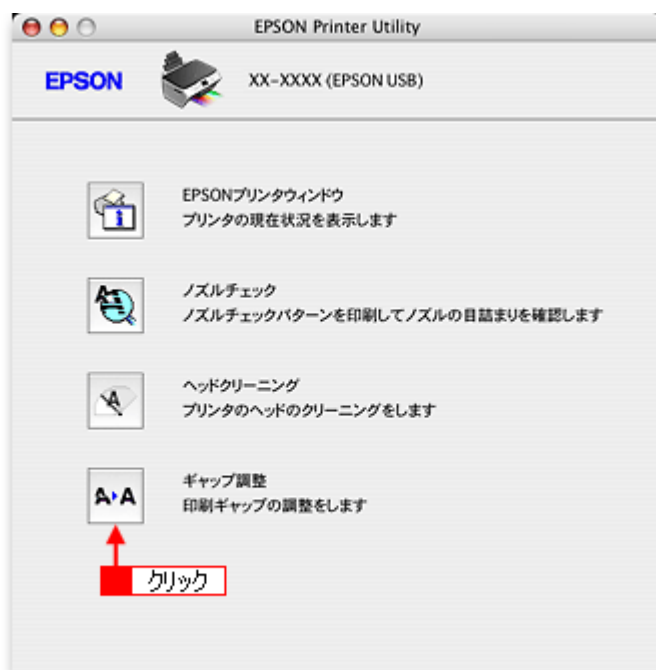 EPSON Printer Utility
EPSON
XX-XXXX (EPSON USB)
EPSONプリンタウィンドウ
プリンタの現在状況を表示します
ノズルチェック
ノズルチェックパターンを印刷してノズルの目詰まりを確認します
ヘッドクリーニング
プリンタのヘッドのクリーニングをします
ギャップ調整
印刷ギャップの調整をします
A▸A
クリック